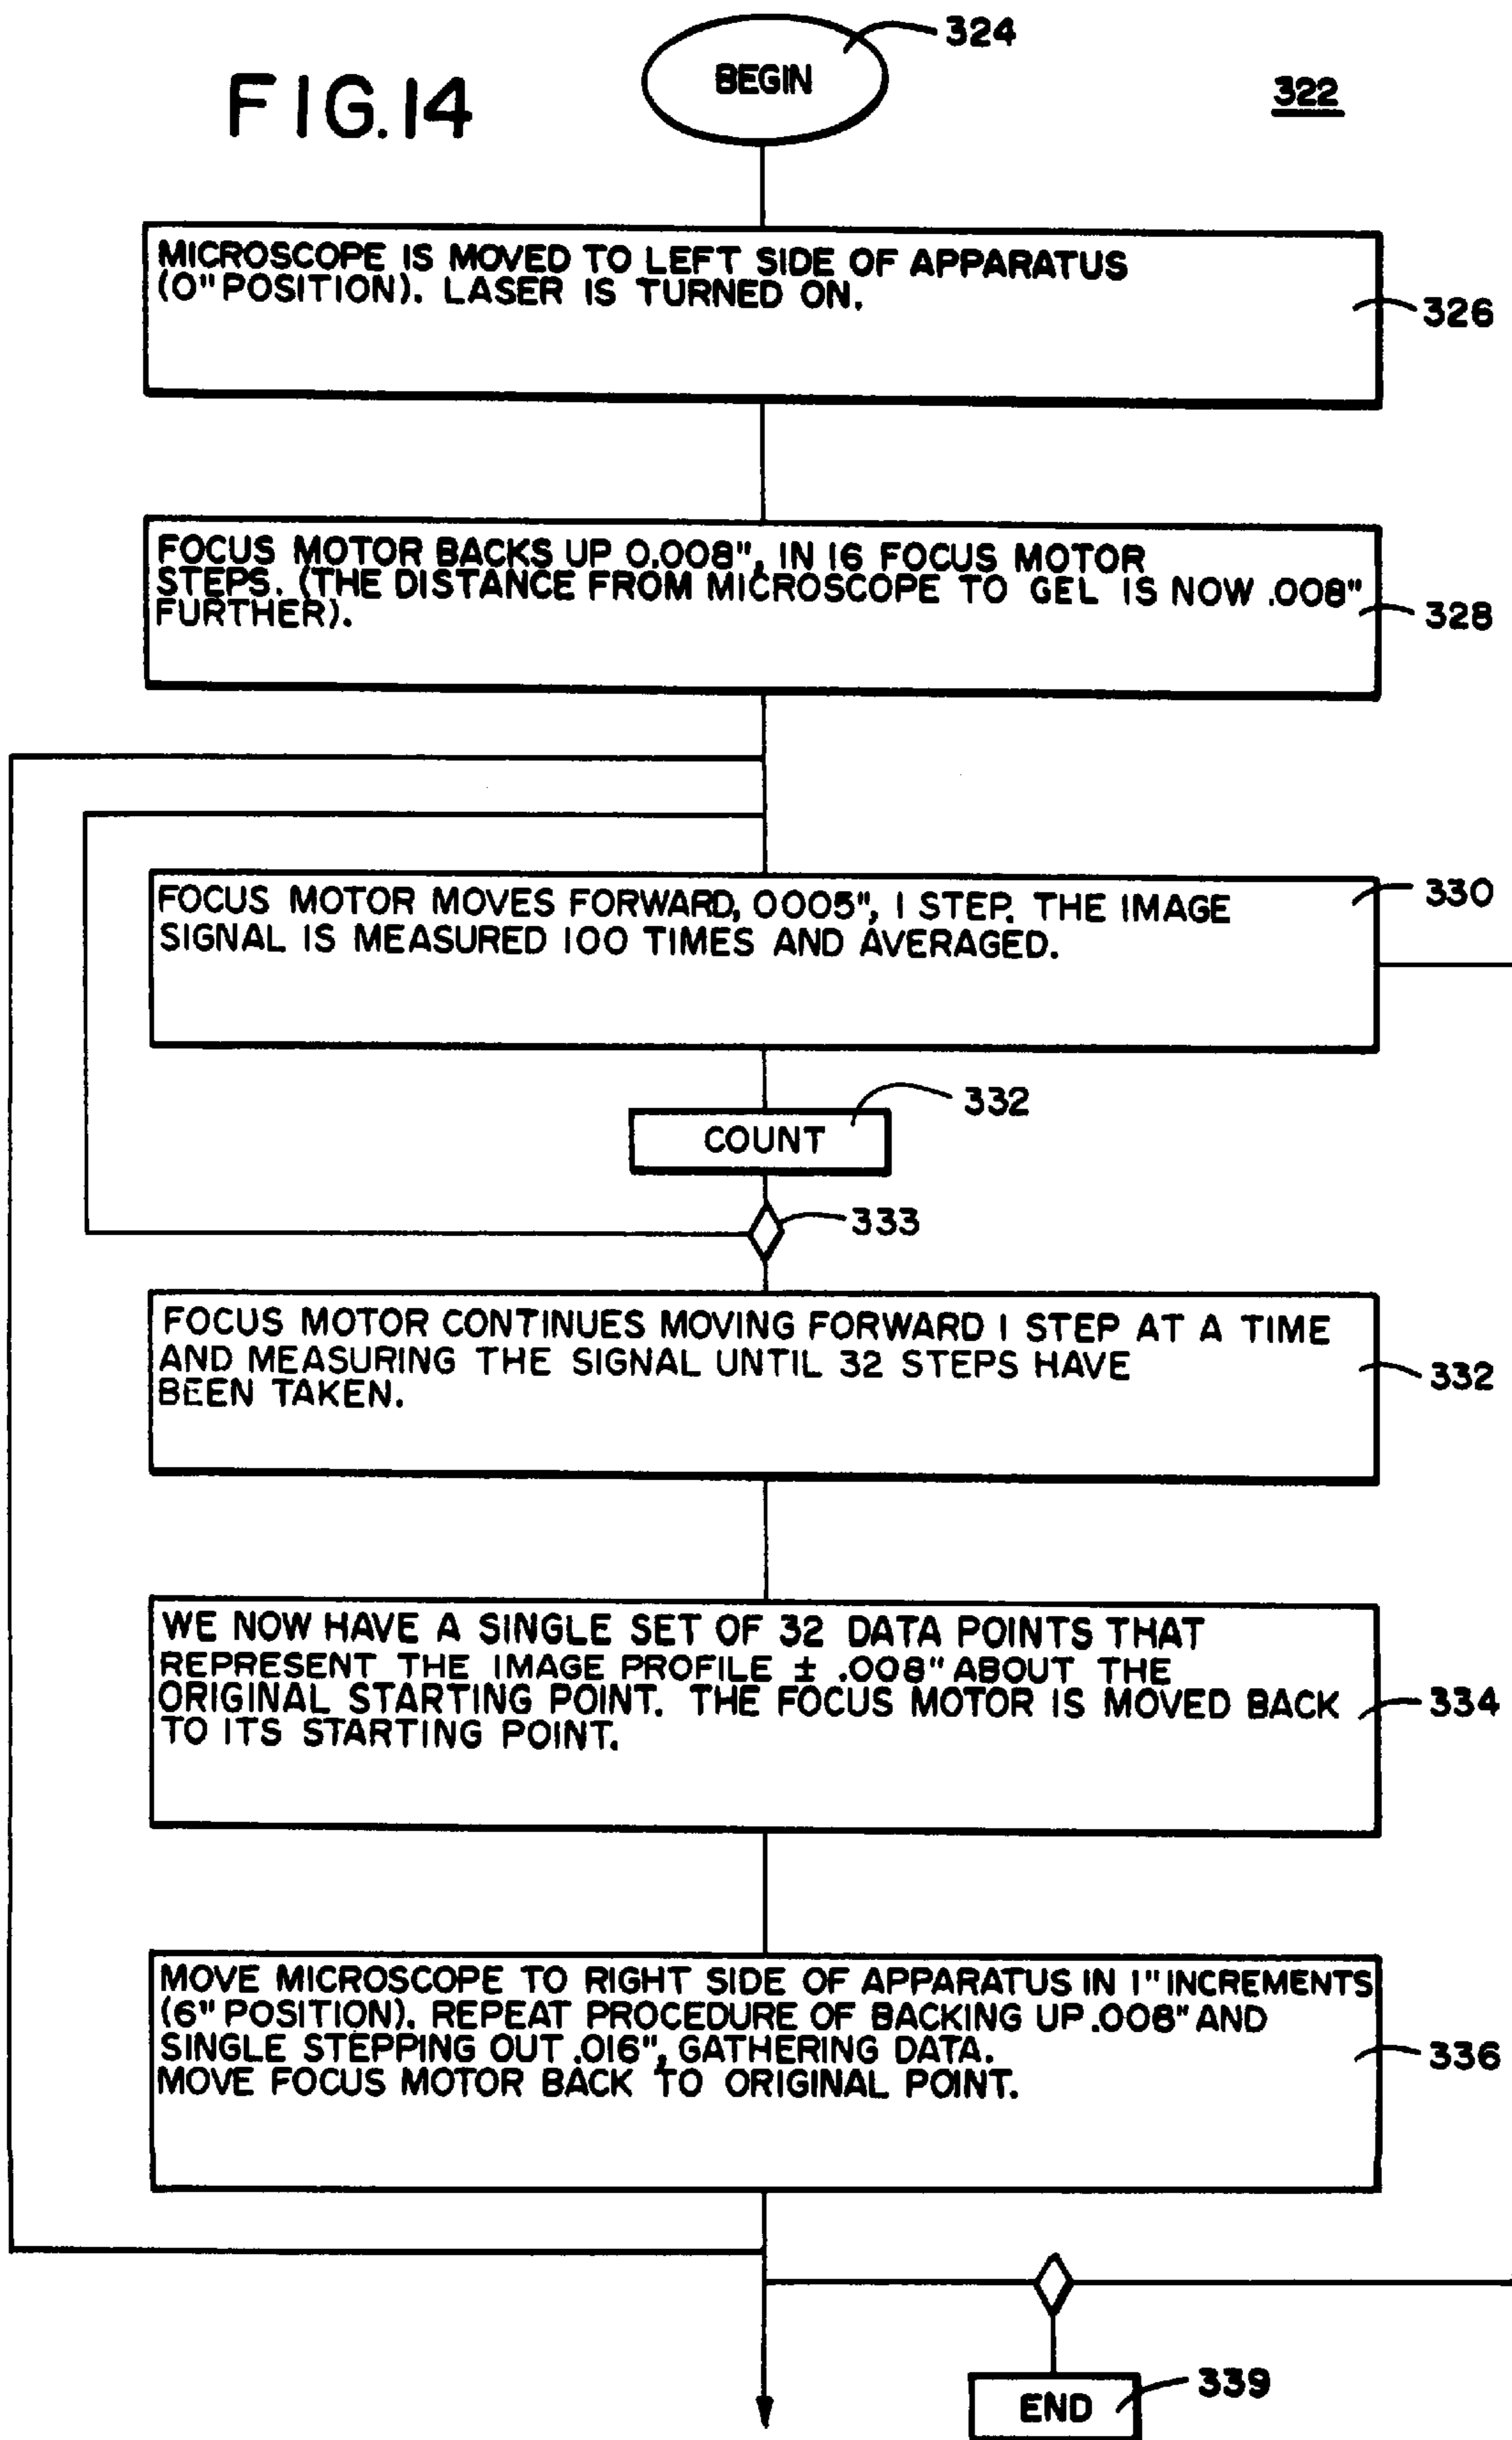 324
BEGIN
FIG.14
322
MICROSCOPE IS MOVED TO LEFT SIDE OF APPARATUS
(0" POSITION). LASER IS TURNED ON.
326
FOCUS MOTOR BACKS UP 0.008", IN 16 FOCUS MOTOR
STEPS. (THE DISTANCE FROM MICROSCOPE TO GEL IS NOW .008"
FURTHER).
328
FOCUS MOTOR MOVES FORWARD, 0005", 1 STEP. THE IMAGE
SIGNAL IS MEASURED 100 TIMES AND AVERAGED.
330
332
COUNT
333
FOCUS MOTOR CONTINUES MOVING FORWARD 1 STEP AT A TIME
AND MEASURING THE SIGNAL UNTIL 32 STEPS HAVE
BEEN TAKEN.
332
WE NOW HAVE A SINGLE SET OF 32 DATA POINTS THAT
REPRESENT THE IMAGE PROFILE ± .008" ABOUT THE
ORIGINAL STARTING POINT. THE FOCUS MOTOR IS MOVED BACK
TO ITS STARTING POINT.
334
MOVE MICROSCOPE TO RIGHT SIDE OF APPARATUS IN 1" INCREMENTS
(6" POSITION). REPEAT PROCEDURE OF BACKING UP .008" AND
SINGLE STEPPING OUT .016", GATHERING DATA.
MOVE FOCUS MOTOR BACK TO ORIGINAL POINT.
336
END
339